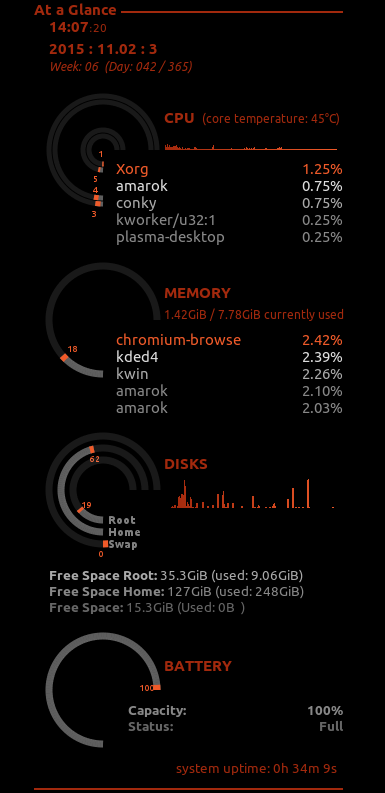 At a Glance
14:07:20
2015 : 11.02 : 3
Week: 06 (Day: 042 / 365)
CPU (core temperature: 45°C)
1
5
4
3
Xorg 1.25%
amarok 0.75%
conky 0.75%
kworker/u32:1 0.25%
plasma-desktop 0.25%
MEMORY
1.42GiB / 7.78GiB currently used
18
chromium-browse 2.42%
kded4 2.39%
kwin 2.26%
amarok 2.10%
amarok 2.03%
DISKS
62
19
Root
Home
Swap
0
Free Space Root: 35.3GiB (used: 9.06GiB)
Free Space Home: 127GiB (used: 248GiB)
Free Space: 15.3GiB (Used: 0B )
BATTERY
100
Capacity: 100%
Status: Full
system uptime: 0h 34m 9s